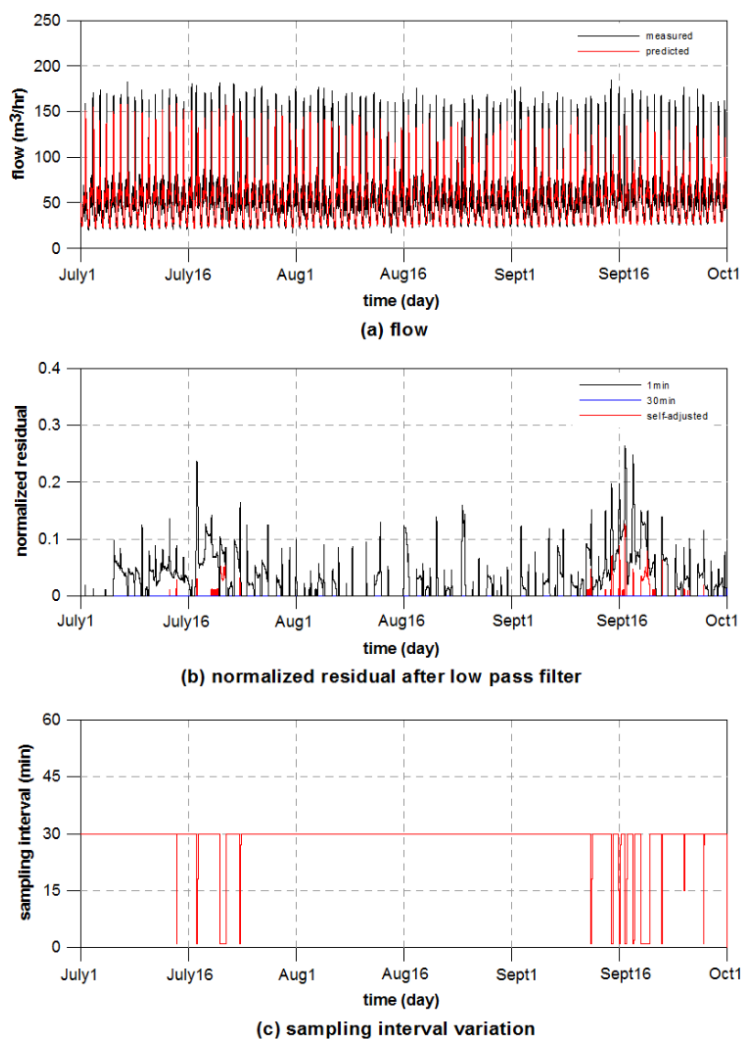 250
200
150
100
50
0
flow (m³/hr)
measured
predicted
July1 July16 Aug1 Aug16 Sept1 Sept16 Oct1
time (day)
(a) flow
0.4
0.3
0.2
0.1
0
normalized residual
1min
30min
self-adjusted
July1 July16 Aug1 Aug16 Sept1 Sept16 Oct1
time (day)
(b) normalized residual after low pass filter
60
45
30
15
0
sampling interval (min)
July1 July16 Aug1 Aug16 Sept1 Sept16 Oct1
time (day)
(c) sampling interval variation